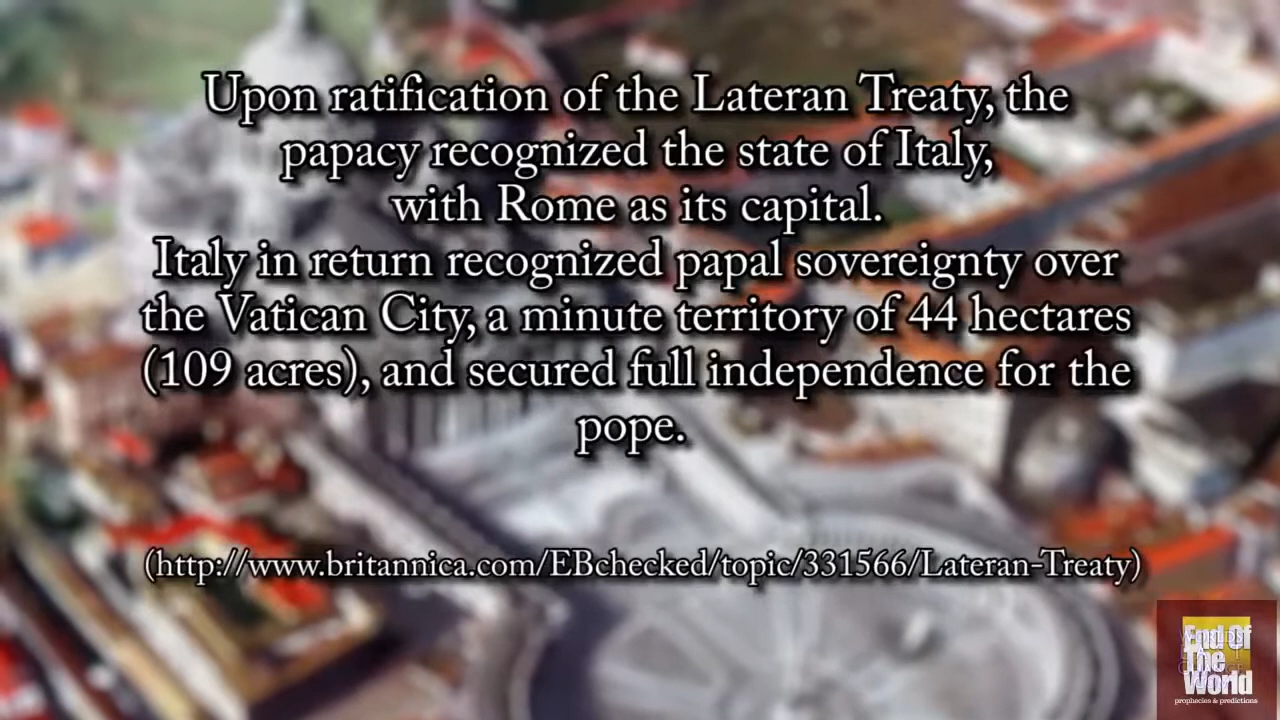 Upon ratification of the Lateran Treaty, the
papacy recognized the state of Italy,
with Rome as its capital.
Italy in return recognized papal sovereignty over
the Vatican City, a minute territory of 44 hectares
(109 acres), and secured full independence for the
pope.
(http://www.britannica.com/EBchecked/topic/331566/Lateran-Treaty)
End Of
The
World
prophecies & predictions